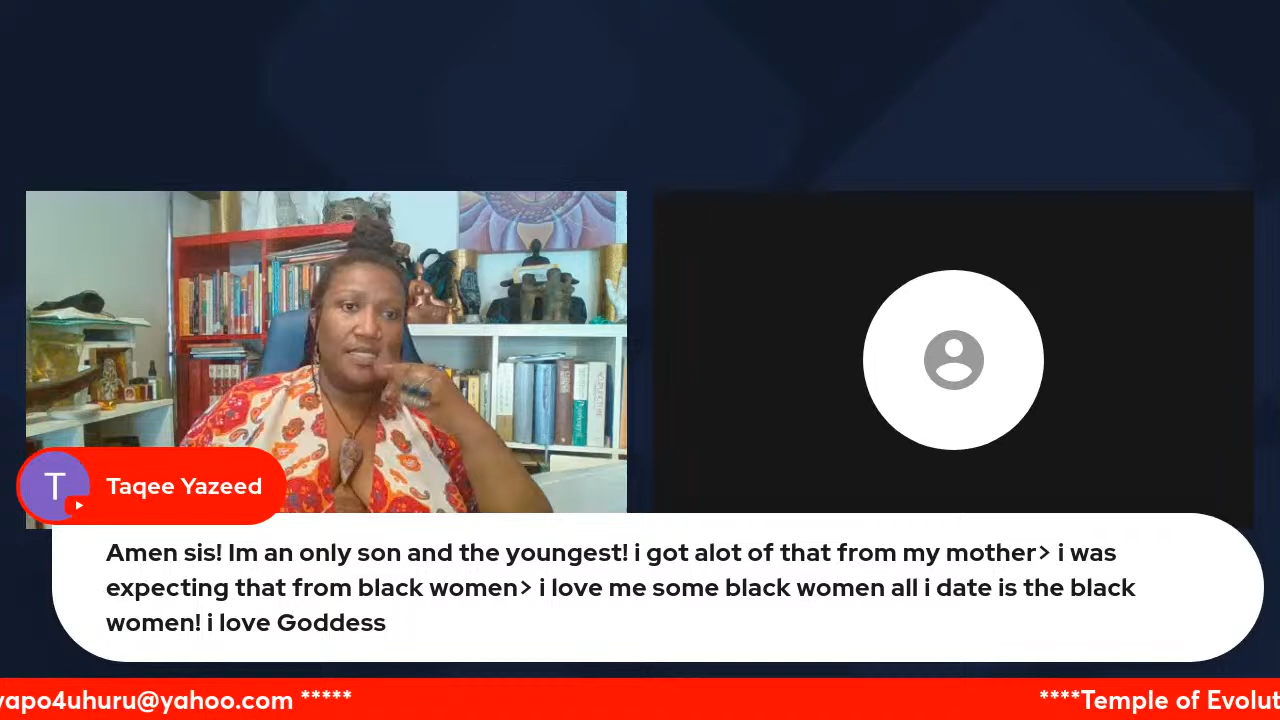 T
Taqee Yazeed
Amen sis! Im an only son and the youngest! i got alot of that from my mother> i was
expecting that from black women> i love me some black women all i date is the black
women! i love Goddess
yapo4uhuru@yahoo.com ***** ****Temple of Evolut